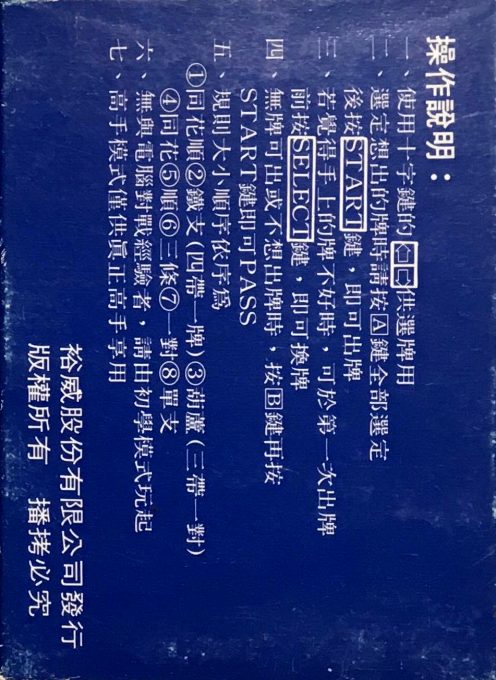 操作說明：
一、使用十字鍵的⇦⇨供選牌用
二、選定想出的牌時請按A鍵全部選定
後按START鍵，即可出牌
三、若覺得手上的牌不好時，可於第一次出牌
前按SELECT鍵，即可換牌
四、無牌可出或不想出牌時，按B鍵再按
START鍵即可PASS
五、規則大小順序依序為
①同花順②鐵支(四帶一牌)③葫蘆(三帶一對)
④同花⑤順⑥三條⑦一對⑧單支
六、無與電腦對戰經驗者，請由初學模式玩起
七、高手模式僅供真正高手享用
裕威股份有限公司發行
版權所有　播拷必究